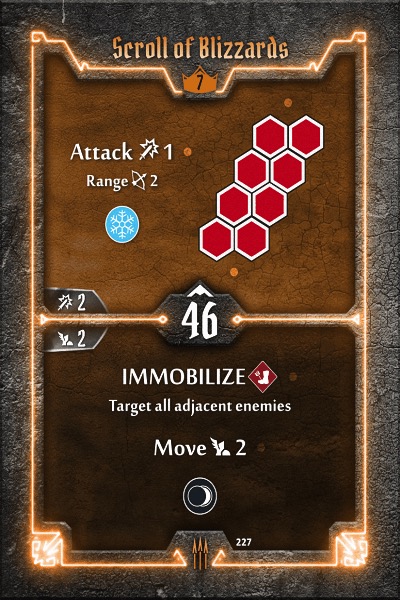 Scroll of Blizzards
7
Attack 1
Range 2
2
46
2
IMMOBILIZE
Target all adjacent enemies
Move 2
227